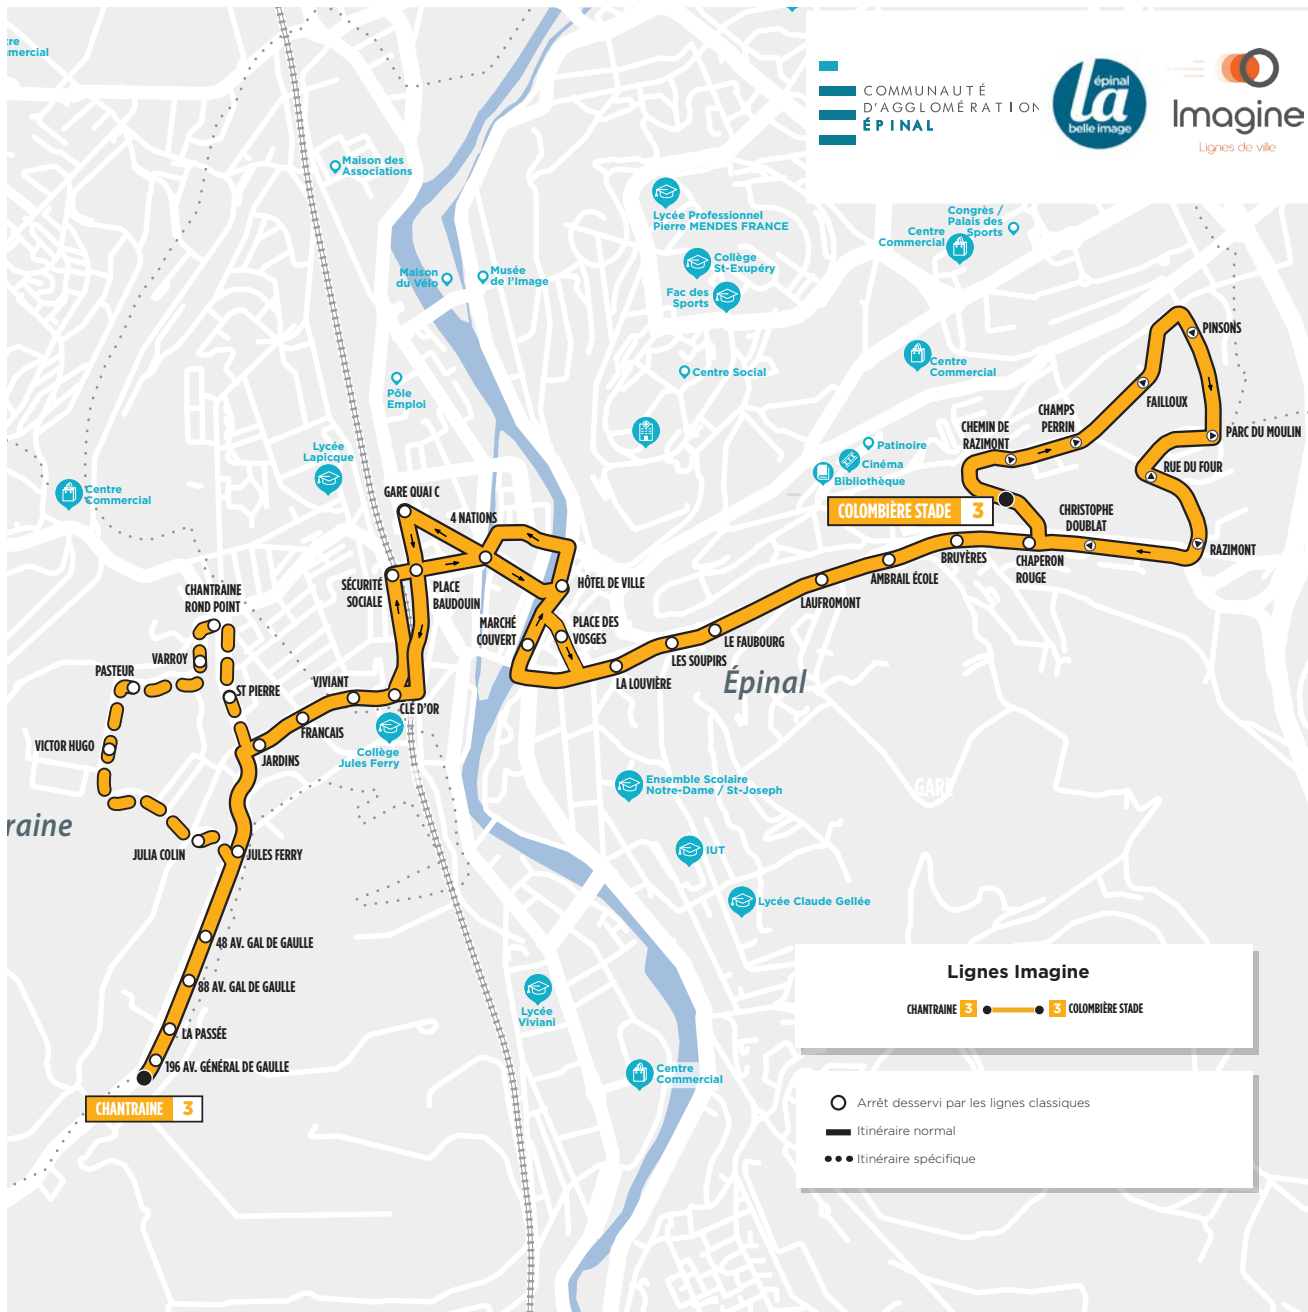 tre
mmercial
COMMUNAUTÉ
D'AGGLOMÉRATION
ÉPINAL
épinal
la
belle image
Imagine
Lignes de ville
Maison des
Associations
Lycée Professionnel
Pierre MENDES FRANCE
Congrès /
Palais des
Sports
Centre
Commercial
Collège
St-Exupéry
Fac des
Sports
Maison
du Vélo
Musée
de l'Image
PINSONS
Centre
Commercial
Centre Social
Pôle
Emploi
FAILLOUX
CHAMPS
PERRIN
CHEMIN DE
RAZIMONT
PARC DU MOULIN
Patinoire
Cinéma
Bibliothèque
RUE DU FOUR
Lycée
Lapicque
Centre
Commercial
GARE QUAI C
4 NATIONS
COLOMBIÈRE STADE 3
CHRISTOPHE
DOUBLAT
RAZIMONT
BRUYÈRES
CHAPERON
ROUGE
AMBRAIL ÉCOLE
LAUFROMONT
SÉCURITÉ
SOCIALE
PLACE
BAUDOUIN
HÔTEL DE VILLE
CHANTRAINE
ROND POINT
MARCHÉ
COUVERT
PLACE DES
VOSGES
LE FAUBOURG
LES SOUPIRS
LA LOUVIÈRE
Épinal
VARROY
PASTEUR
ST PIERRE
VIVIANT
CLÉ D'OR
FRANCAIS
VICTOR HUGO
JARDINS
Collège
Jules Ferry
Ensemble Scolaire
Notre-Dame / St-Joseph
GARE
raine
JULIA COLIN
JULES FERRY
IUT
Lycée Claude Gellée
48 AV. GAL DE GAULLE
88 AV. GAL DE GAULLE
LA PASSÉE
196 AV. GÉNÉRAL DE GAULLE
CHANTRAINE 3
Lycée
Viviani
Centre
Commercial
Lignes Imagine
CHANTRAINE 3 3 COLOMBIÈRE STADE
Arrêt desservi par les lignes classiques
Itinéraire normal
Itinéraire spécifique